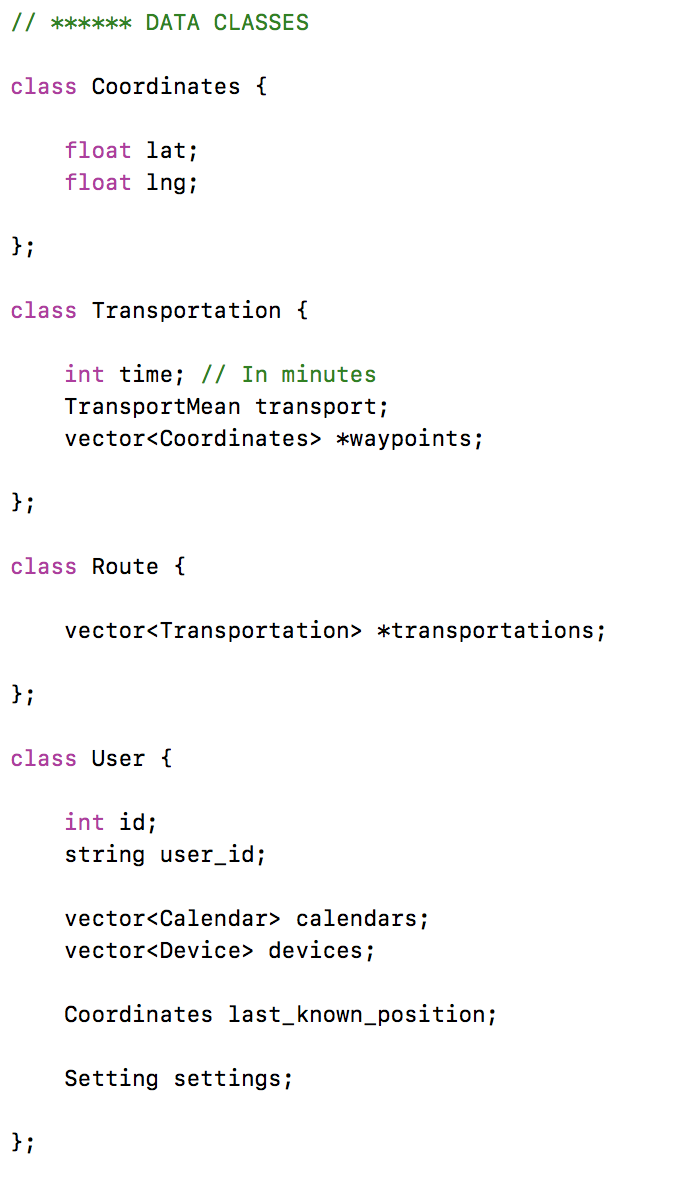 // ****** DATA CLASSES
class Coordinates {
float lat;
float lng;
};
class Transportation {
int time; // In minutes
TransportMean transport;
vector<Coordinates> *waypoints;
};
class Route {
vector<Transportation> *transportations;
};
class User {
int id;
string user_id;
vector<Calendar> calendars;
vector<Device> devices;
Coordinates last_known_position;
Setting settings;
};